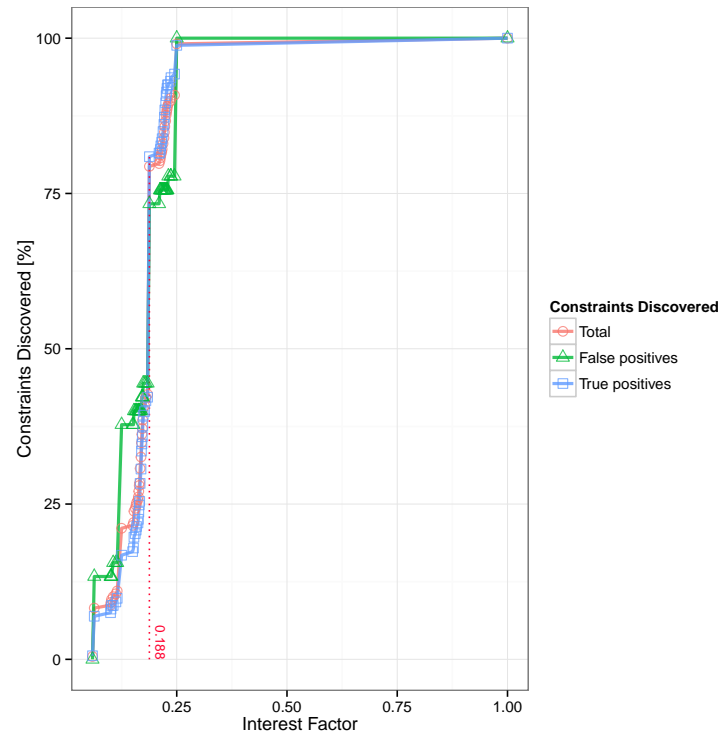 100
75
50
25
0
Constraints Discovered [%]
0.188
0.25
0.50
0.75
1.00
Interest Factor
Constraints Discovered
Total
False positives
True positives